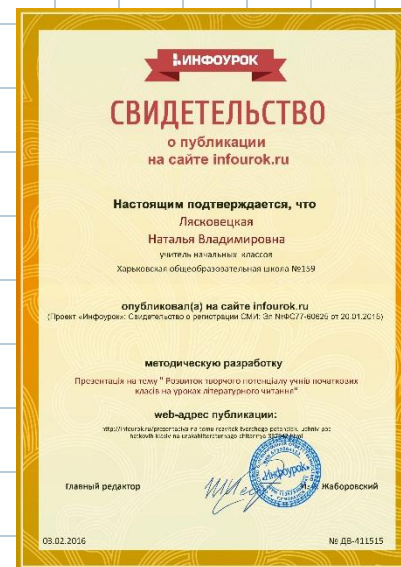 ИНФОУРОК
СВИДЕТЕЛЬСТВО
о публикации
на сайте infourok.ru
Настоящим подтверждается, что
Лясковецкая
Наталья Владимировна
учитель начальных классов
Харьковская общеобразовательная школа №159
опубликовал(а) на сайте infourok.ru
(Проект «Инфоурок» Свидетельство о регистрации СМИ: Эл №ФС77-60625 от 20.01.2015)
методическую разработку
Презентація на тему " Розвиток творчого потенціалу учнів початкових
класів на уроках літературного читання"
web-адрес публикации:
Главный редактор
Жаборовский
Инфоурок
03.02.2016
№ ДВ-411515